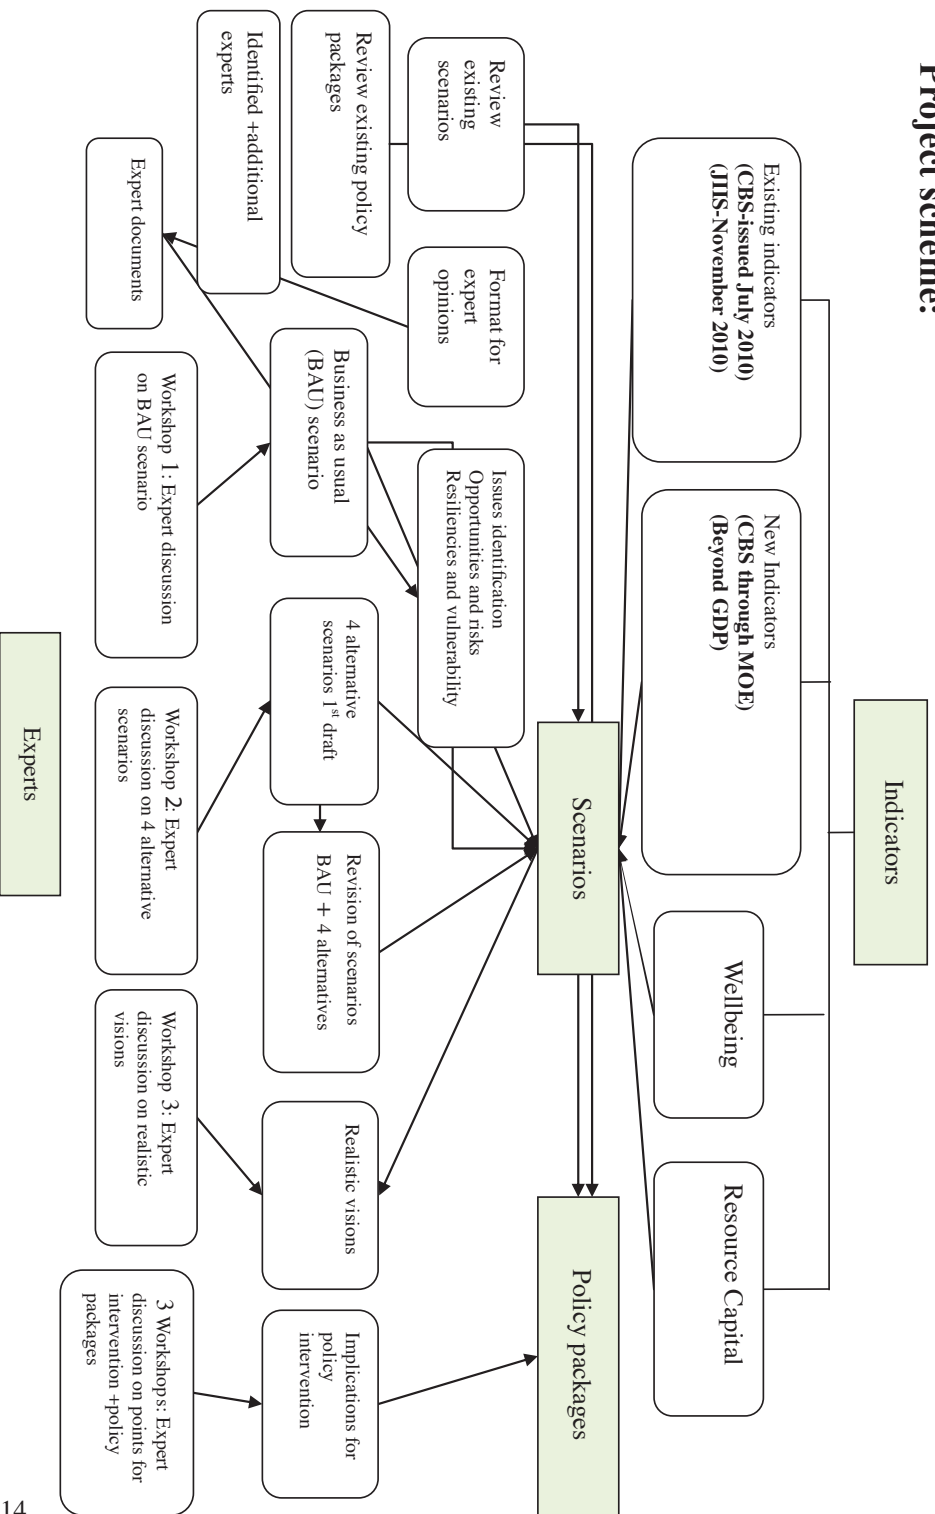 Project scheme:
Indicators
Existing indicators
(CBS-issued July 2010)
(JIIS-November 2010)
New Indicators
(CBS through MOE)
(Beyond GDP)
Wellbeing
Resource Capital
Scenarios
Policy packages
Review
existing
scenarios
Format for
expert
opinions
Issues identification
Opportunities and risks
Resiliencies and vulnerability
Review existing policy
packages
Business as usual
(BAU) scenario
4 alternative
scenarios 1st draft
Revision of scenarios
BAU + 4 alternatives
Realistic visions
Implications for
policy
intervention
Identified +additional
experts
Expert documents
Workshop 1: Expert discussion
on BAU scenario
Workshop 2: Expert
discussion on 4 alternative
scenarios
Workshop 3: Expert
discussion on realistic
visions
3 Workshops: Expert
discussion on points for
intervention +policy
packages
Experts
14